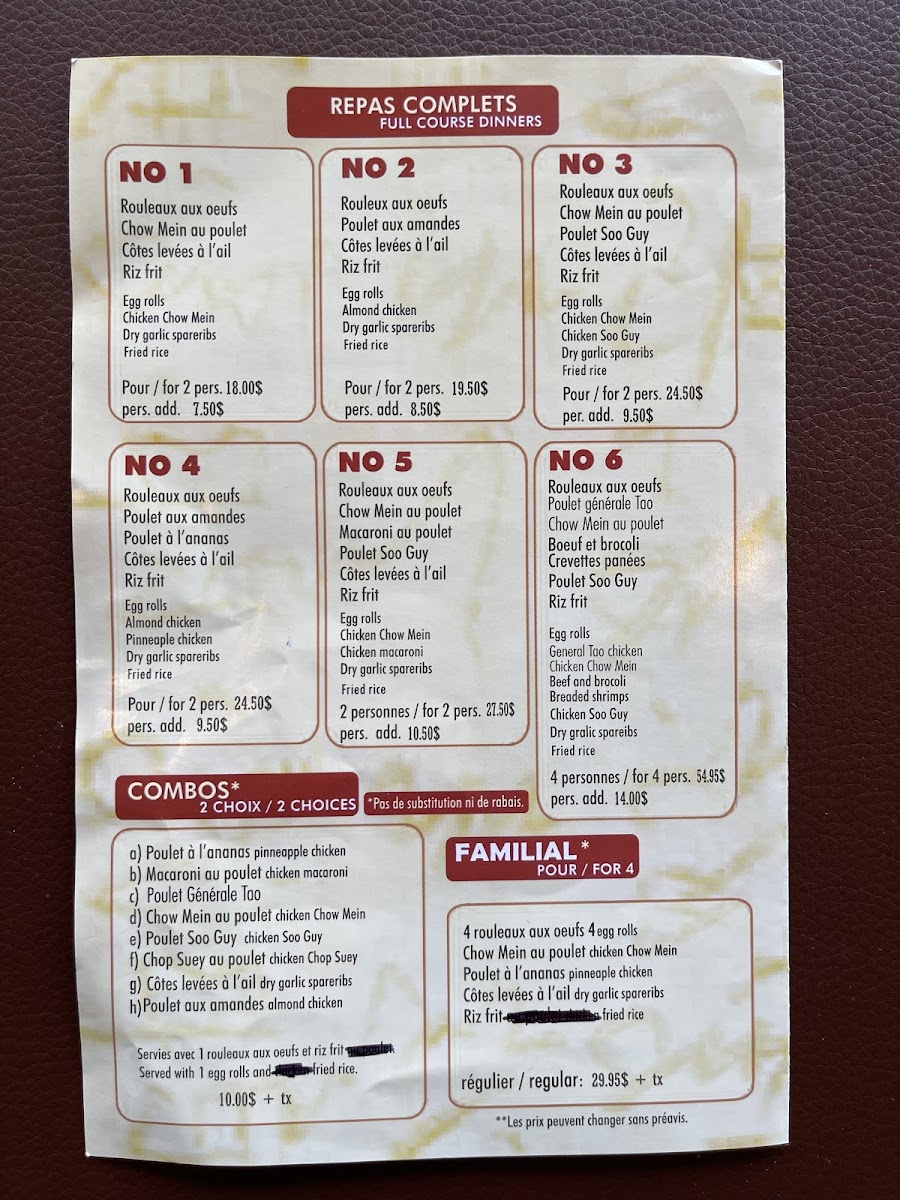 REPAS COMPLETS
FULL COURSE DINNERS
NO 1
Rouleaux aux oeufs
Chow Mein au poulet
Côtes levées à l'ail
Riz frit
Egg rolls
Chicken Chow Mein
Dry garlic spareribs
Fried rice
Pour / for 2 pers. 18.00$
pers. add. 7.50$
NO 2
Rouleux aux oeufs
Poulet aux amandes
Côtes levées à l'ail
Riz frit
Egg rolls
Almond chicken
Dry garlic spareribs
Fried rice
Pour / for 2 pers. 19.50$
pers. add. 8.50$
NO 3
Rouleaux aux oeufs
Chow Mein au poulet
Poulet Soo Guy
Côtes levées à l'ail
Riz frit
Egg rolls
Chicken Chow Mein
Chicken Soo Guy
Dry garlic spareribs
Fried rice
Pour / for 2 pers. 24.50$
per. add. 9.50$
NO 4
Rouleaux aux oeufs
Poulet aux amandes
Poulet à l'ananas
Côtes levées à l'ail
Riz frit
Egg rolls
Almond chicken
Pinneaple chicken
Dry garlic spareribs
Fried rice
Pour / for 2 pers. 24.50$
pers. add. 9.50$
NO 5
Rouleaux aux oeufs
Chow Mein au poulet
Macaroni au poulet
Poulet Soo Guy
Côtes levées à l'ail
Riz frit
Egg rolls
Chicken Chow Mein
Chicken macaroni
Dry garlic spareribs
Fried rice
2 personnes / for 2 pers. 27.50$
pers. add. 10.50$
NO 6
Rouleaux aux oeufs
Poulet générale Tao
Chow Mein au poulet
Boeuf et brocoli
Crevettes panées
Poulet Soo Guy
Riz frit
Egg rolls
General Tao chicken
Chicken Chow Mein
Beef and brocoli
Breaded shrimps
Chicken Soo Guy
Dry gralic spareibs
Fried rice
4 personnes / for 4 pers. 54.95$
pers. add. 14.00$
COMBOS*
2 CHOIX / 2 CHOICES
*Pas de substitution ni de rabais.
a) Poulet à l'ananas pinneapple chicken
b) Macaroni au poulet chicken macaroni
c) Poulet Générale Tao
d) Chow Mein au poulet chicken Chow Mein
e) Poulet Soo Guy chicken Soo Guy
f) Chop Suey au poulet chicken Chop Suey
g) Côtes levées à l'ail dry garlic spareribs
h)Poulet aux amandes almond chicken
Servies avec 1 rouleaux aux oeufs et riz frit
Served with 1 egg rolls and fried rice.
10.00$ + tx
FAMILIAL*
POUR / FOR 4
4 rouleaux aux oeufs 4 egg rolls
Chow Mein au poulet chicken Chow Mein
Poulet à l'ananas pinneaple chicken
Côtes levées à l'ail dry garlic spareribs
Riz frit fried rice
régulier / regular: 29.95$ + tx
**Les prix peuvent changer sans préavis.